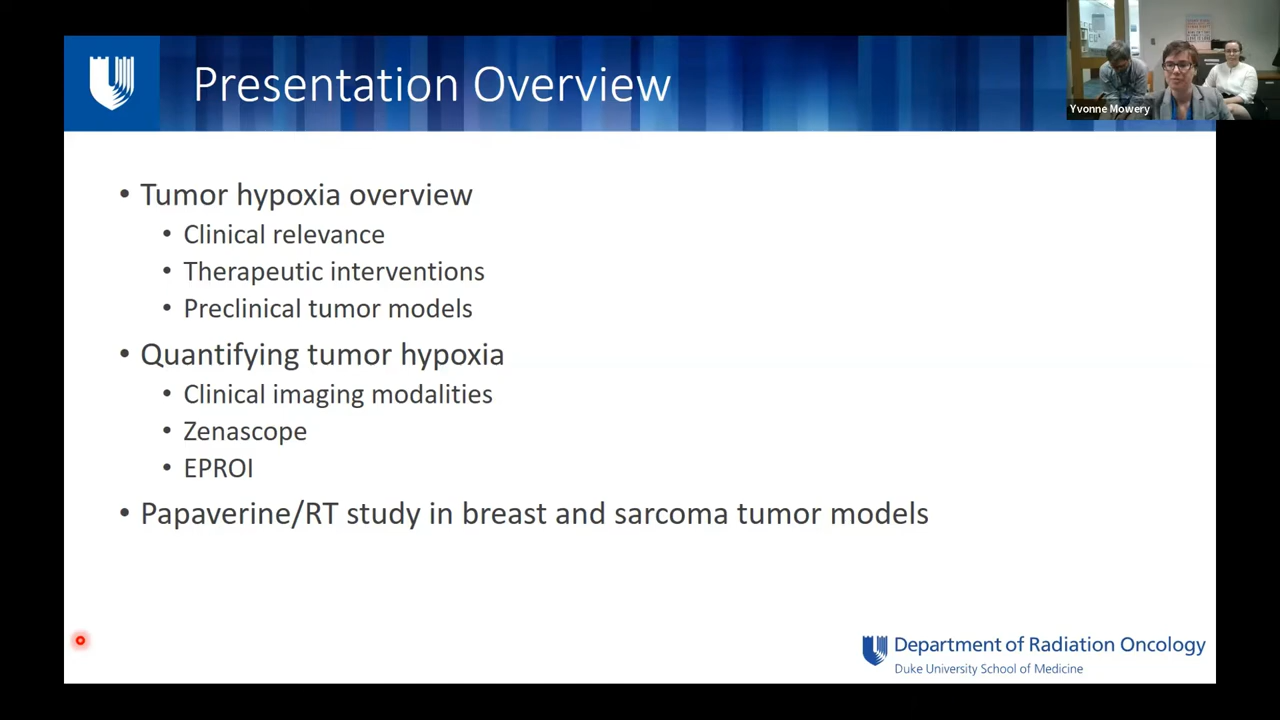 Presentation Overview
Yvonne Mowery
• Tumor hypoxia overview
• Clinical relevance
• Therapeutic interventions
• Preclinical tumor models
• Quantifying tumor hypoxia
• Clinical imaging modalities
• Zenascope
• EPROI
• Papaverine/RT study in breast and sarcoma tumor models
Department of Radiation Oncology
Duke University School of Medicine